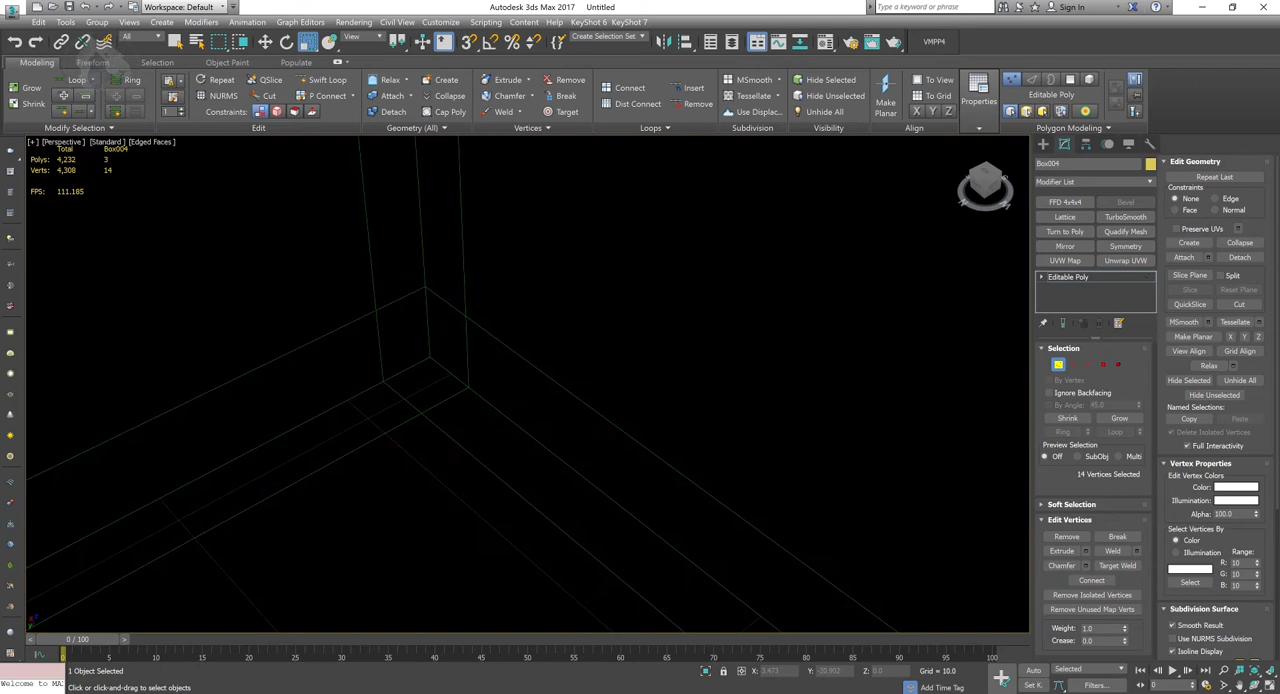 Workspace: Default
Autodesk 3ds Max 2017 Untitled
Type a keyword or phrase
Sign In
Edit Tools Group Views Create Modifiers Animation Graph Editors Rendering Civil View Customize Scripting Content Help KeyShot 6 KeyShot 7
All
View
Create Selection Set
VMPP4
Modeling Freeform Selection Object Paint Populate
Grow
Shrink
Loop
Ring
Modify Selection
Repeat QSlice Swift Loop
NURMS Cut P Connect
Constraints:
Edit
Relax Create
Attach Collapse
Detach Cap Poly
Geometry (All)
Extrude Remove
Chamfer Break
Weld Target
Vertices
Connect Insert
Dist Connect Remove
Loops
MSmooth
Tessellate
Use Displac...
Subdivision
Hide Selected
Hide Unselected
Unhide All
Visibility
Make Planar
To View
To Grid
X Y Z
Align
Properties
Editable Poly
Polygon Modeling
[+] [Perspective] [Standard] [Edged Faces]
Total Box004
Polys: 4,232 3
Verts: 4,308 14
FPS: 111.185
Box004
Modifier List
FFD 4x4x4 Bevel
Lattice TurboSmooth
Turn to Poly Quadify Mesh
Mirror Symmetry
UVW Map Unwrap UVW
Editable Poly
Selection
By Vertex
Ignore Backfacing
By Angle: 45.0
Shrink Grow
Ring Loop
Preview Selection
Off SubObj Multi
14 Vertices Selected
Soft Selection
Edit Vertices
Remove Break
Extrude Weld
Chamfer Target Weld
Connect
Remove Isolated Vertices
Remove Unused Map Verts
Weight: 1.0
Crease: 0.0
Edit Geometry
Repeat Last
Constraints
None Edge
Face Normal
Preserve UVs
Create Collapse
Attach Detach
Slice Plane Split
Slice Reset Plane
QuickSlice Cut
MSmooth Tessellate
Make Planar X Y Z
View Align Grid Align
Relax
Hide Selected Unhide All
Hide Unselected
Named Selections:
Copy Paste
Delete Isolated Vertices
Full Interactivity
Vertex Properties
Edit Vertex Colors
Color:
Illumination:
Alpha: 100.0
Select Vertices By
Color
Illumination Range:
R: 10
G: 10
Select B: 10
Subdivision Surface
Smooth Result
Use NURMS Subdivision
Isoline Display
0 / 100
0 5 10 15 20 25 30 35 40 45 50 55 60 65 70 75 80 85 90 95 100
1 Object Selected
X: 3.473 Y: -20.902 Z: 0.0 Grid = 10.0
Auto Selected
Welcome to MA
Click or click-and-drag to select objects
Add Time Tag
Set K. Filters... 0